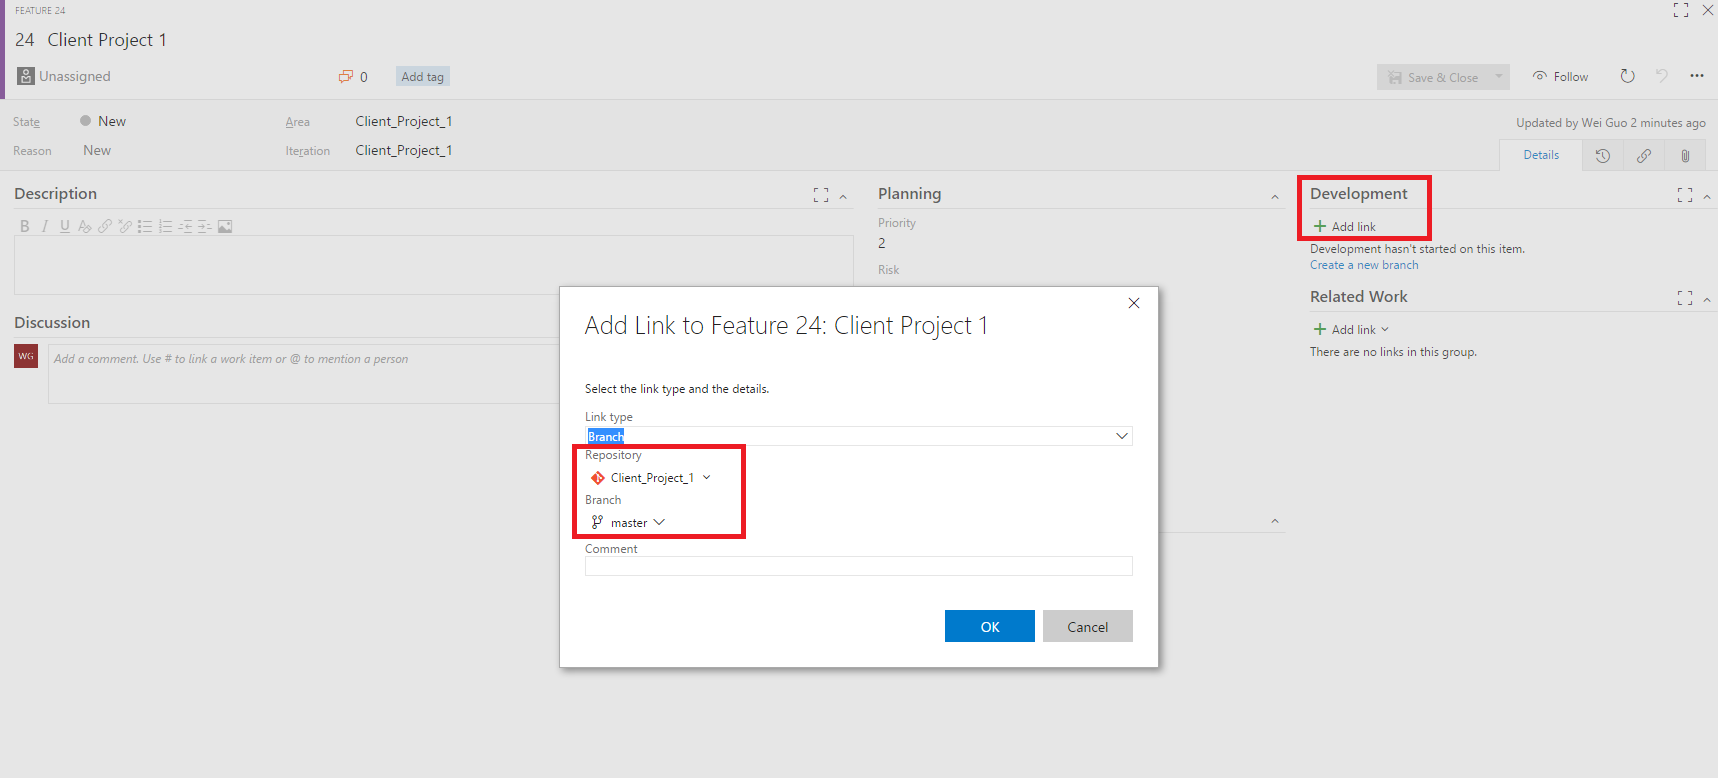 FEATURE 24
24 Client Project 1
Unassigned
0
Add tag
Save & Close
Follow
State
New
Area
Client_Project_1
Updated by Wei Guo 2 minutes ago
Reason
New
Iteration
Client_Project_1
Details
Description
B I U
Planning
Priority
2
Risk
Development
Add link
Development hasn't started on this item.
Create a new branch
Related Work
Add link
There are no links in this group.
Discussion
WG
Add a comment. Use # to link a work item or @ to mention a person
Add Link to Feature 24: Client Project 1
Select the link type and the details.
Link type
Branch
Repository
Client_Project_1
Branch
master
Comment
OK
Cancel